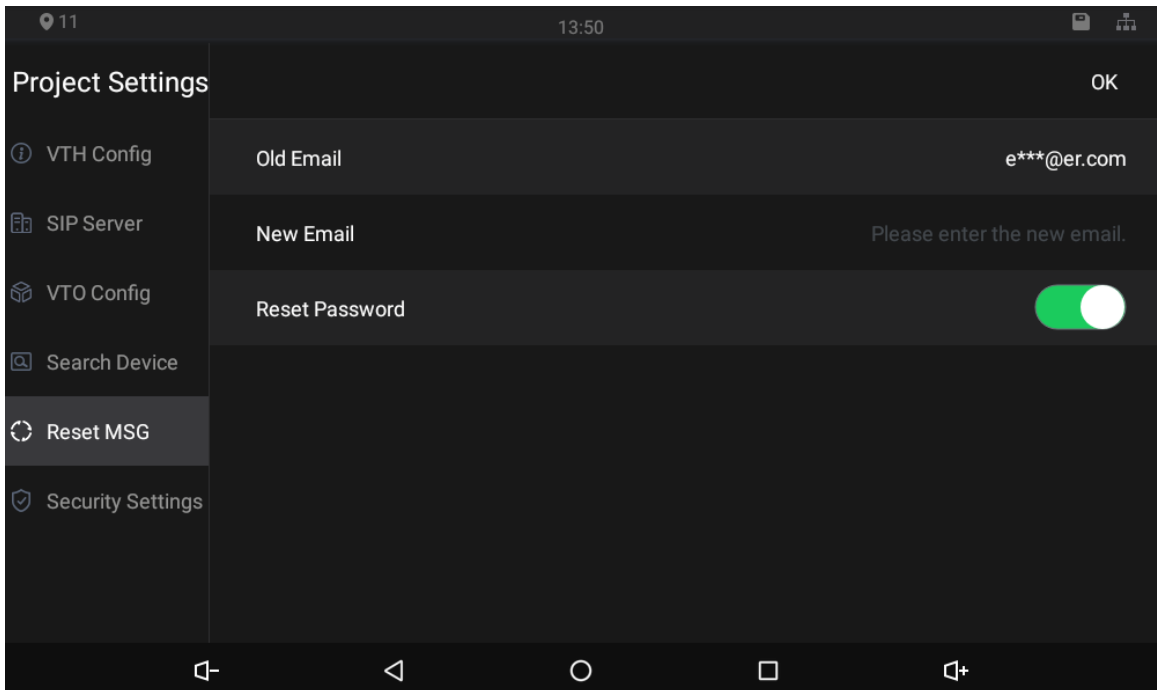 11
13:50
Project Settings
OK
VTH Config
Old Email e***@er.com
SIP Server
New Email Please enter the new email.
VTO Config
Reset Password
Search Device
Reset MSG
Security Settings